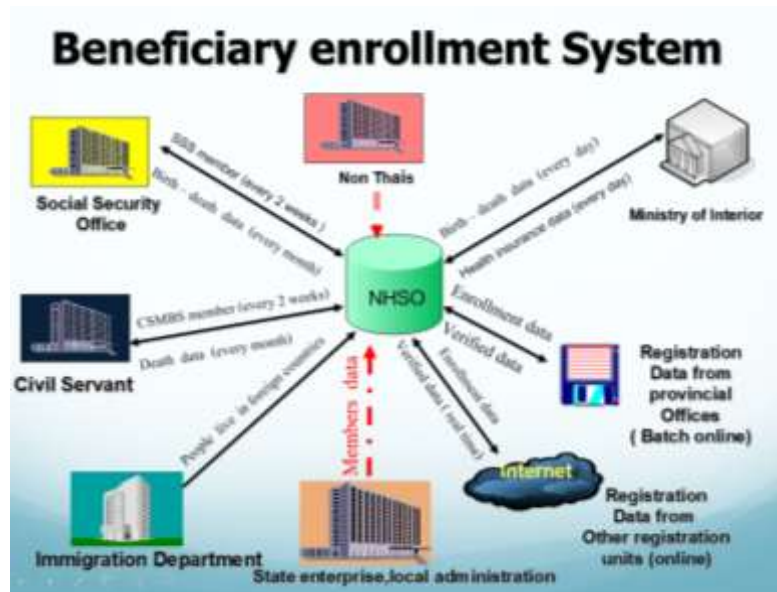 Beneficiary enrollment System
SSS member (every 2 weeks )
Birth - death data (every month)
Social Security
Office
Non Thais
Birth - death data (every day)
Health insurance data (every day)
Ministry of Interior
NHSO
CSMBS member (every 2 weeks)
Death data (every month)
Civil Servant
Enrollment data
Verified data
Registration
Data from
provincial
Offices
( Batch online)
People live in foreign countries
Immigration Department
Members data
State enterprise,local administration
Enrollment data
Verified data ( real time)
Internet
Registration
Data from
Other registration
units (online)